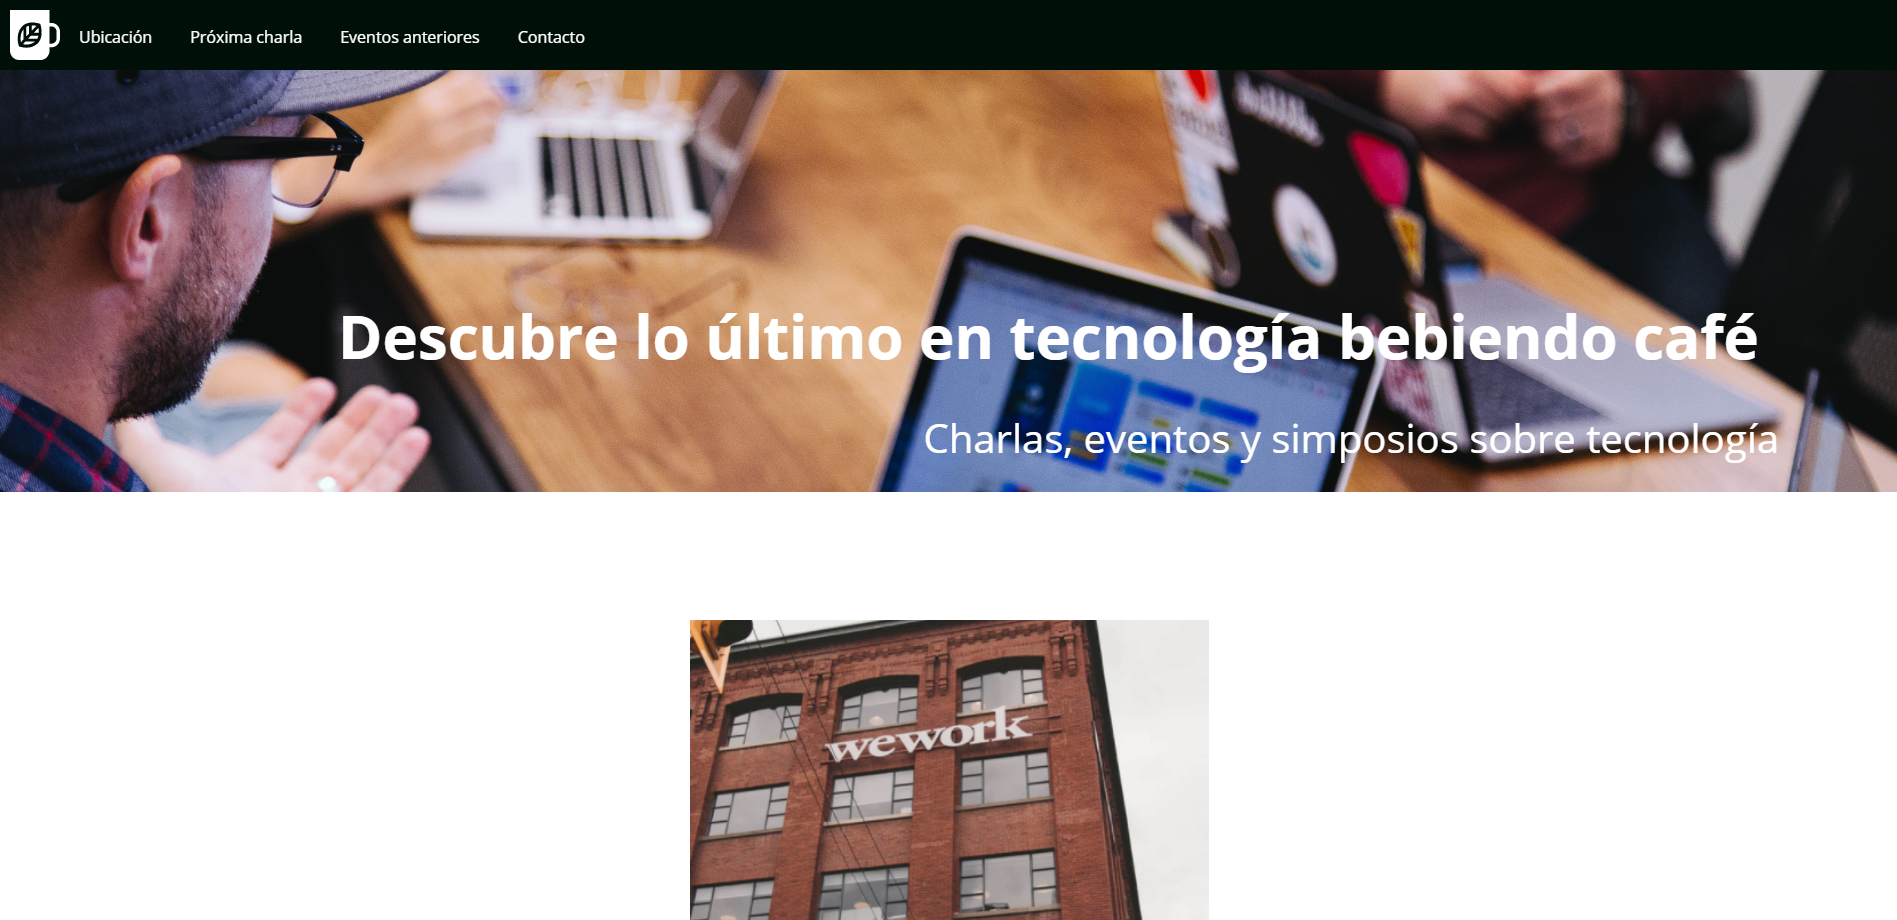 Ubicación Próxima charla Eventos anteriores Contacto
Descubre lo último en tecnología bebiendo café
Charlas, eventos y simposios sobre tecnología
wework